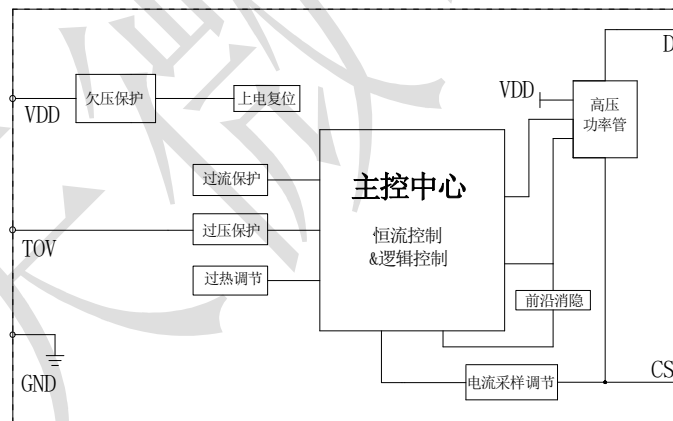 D
VDD
欠压保护
上电复位
VDD
高压
功率管
过流保护
主控中心
过压保护
TOV
恒流控制
&逻辑控制
过热调节
前沿消隐
GND
电流采样调节
CS